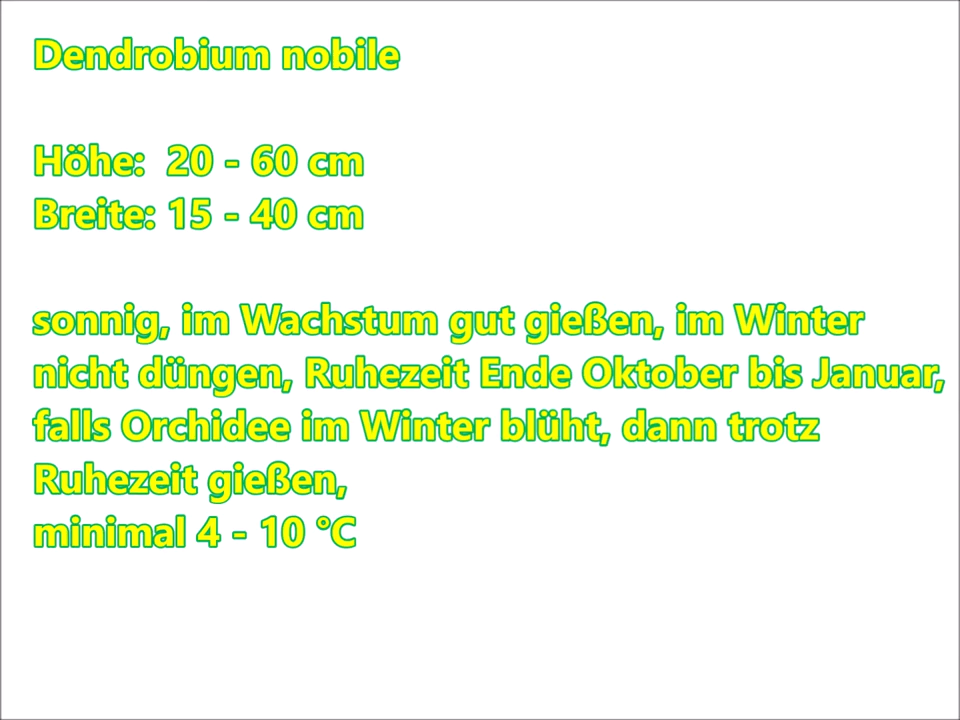 Dendrobium nobile
Höhe:  20 - 60 cm
Breite: 15 - 40 cm
sonnig, im Wachstum gut gießen, im Winter
nicht düngen, Ruhezeit Ende Oktober bis Januar,
falls Orchidee im Winter blüht, dann trotz
Ruhezeit gießen,
minimal 4 - 10 °C